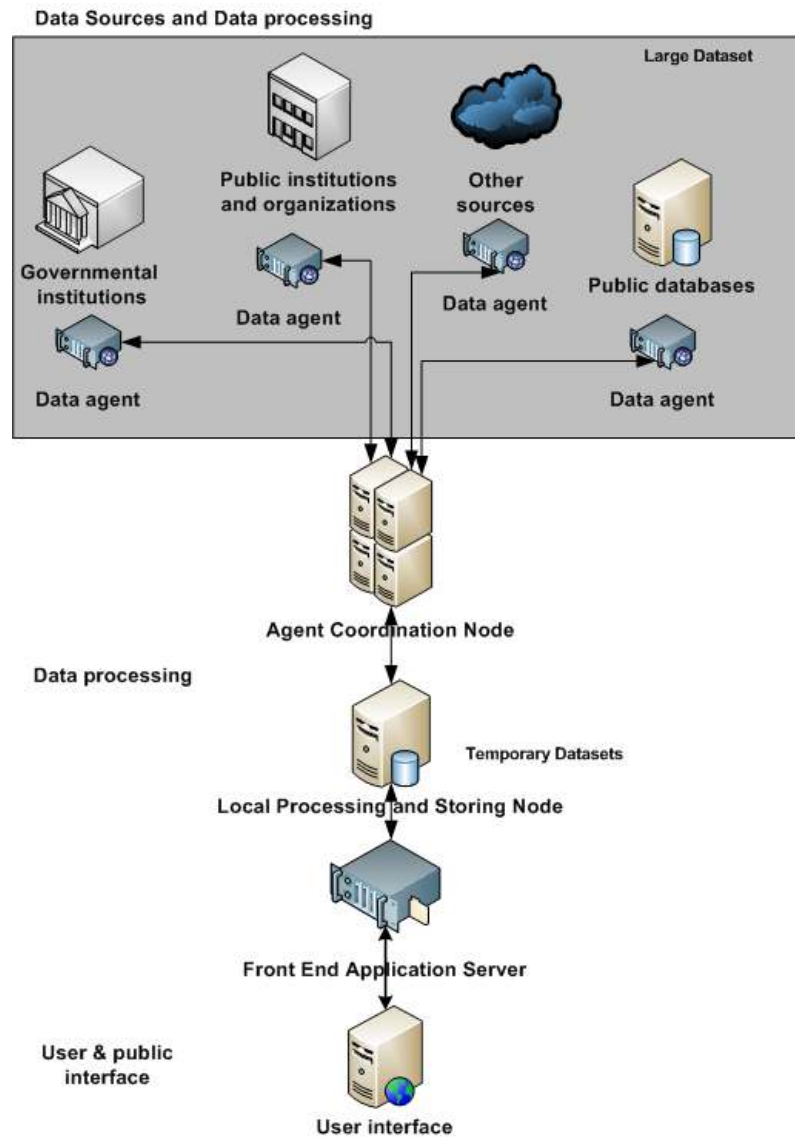 Data Sources and Data processing
Large Dataset
Public institutions
and organizations
Other
sources
Governmental
institutions
Public databases
Data agent
Data agent
Data agent
Data agent
Agent Coordination Node
Data processing
Temporary Datasets
Local Processing and Storing Node
Front End Application Server
User & public
interface
User interface